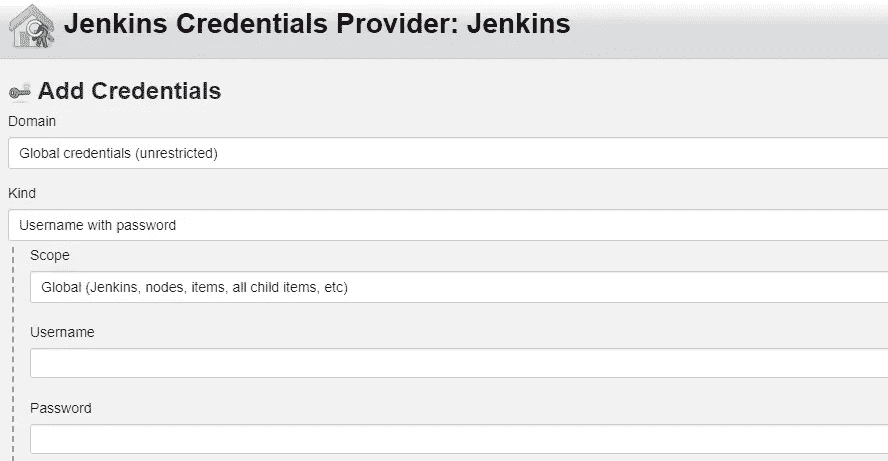 Jenkins Credentials Provider: Jenkins
Add Credentials
Domain
Global credentials (unrestricted)
Kind
Username with password
Scope
Global (Jenkins, nodes, items, all child items, etc)
Username
Password